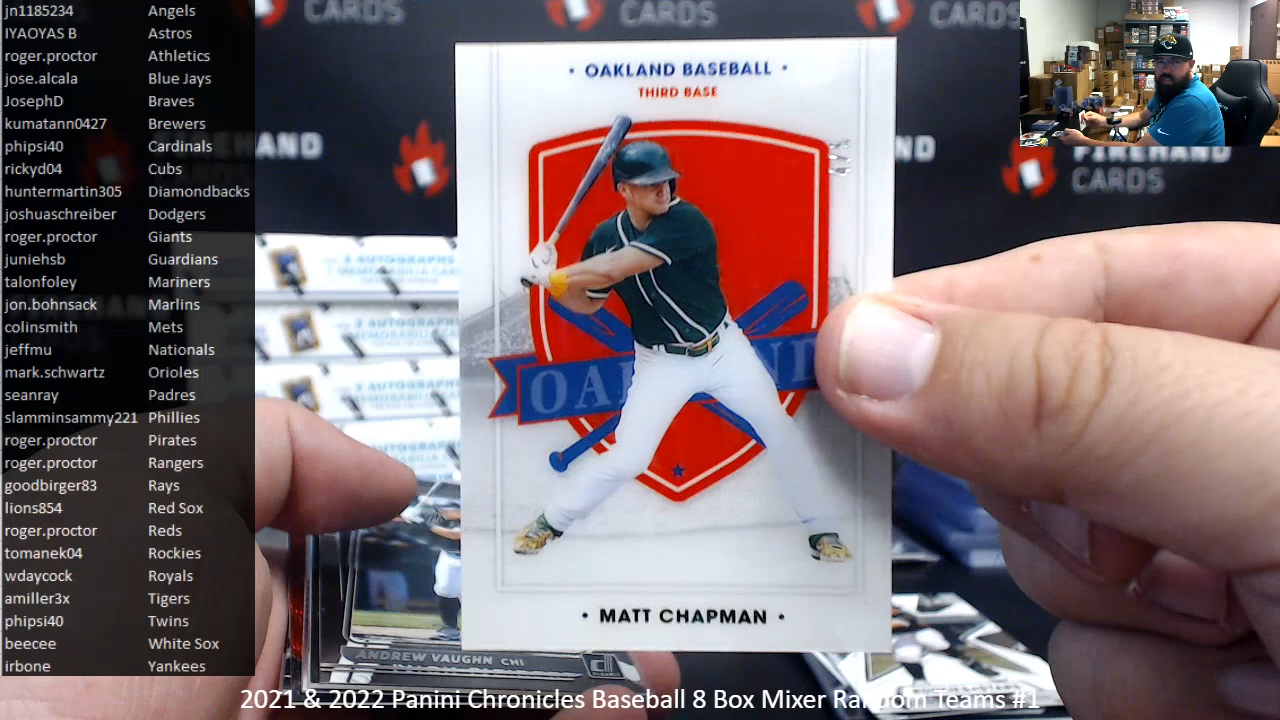 jn1185234 Angels
IYAOYAS B Astros
roger.proctor Athletics
jose.alcala Blue Jays
JosephD Braves
kumatann0427 Brewers
phipsi40 Cardinals
rickyd04 Cubs
huntermartin305 Diamondbacks
joshuaschreiber Dodgers
roger.proctor Giants
juniehsb Guardians
talonfoley Mariners
jon.bohnsack Marlins
colinsmith Mets
jeffmu Nationals
mark.schwartz Orioles
seanray Padres
slamminsammy221 Phillies
roger.proctor Pirates
roger.proctor Rangers
goodbirger83 Rays
lions854 Red Sox
roger.proctor Reds
tomanek04 Rockies
wdaycock Royals
amiller3x Tigers
phipsi40 Twins
beecee White Sox
irbone Yankees
CARDS
CARDS
CARDS
FIREHAND
CARDS
• OAKLAND BASEBALL •
THIRD BASE
• MATT CHAPMAN •
2 AUTOGRAPHS
AUTOGRAPHS
ANDREW VAUGHN CHI
2021 & 2022 Panini Chronicles Baseball 8 Box Mixer Random Teams #1